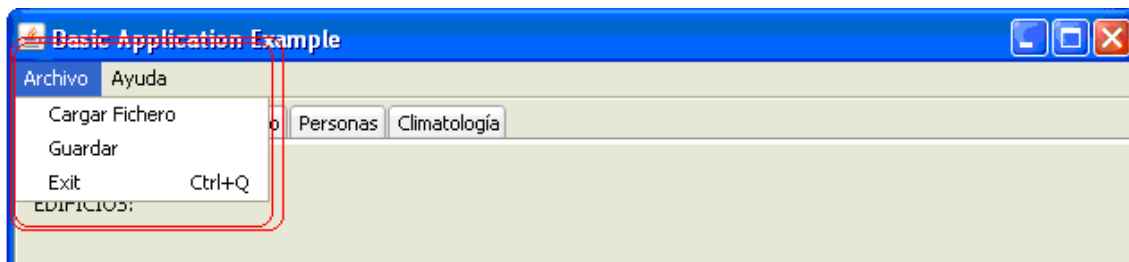 Basic Application Example
Archivo Ayuda
Cargar Fichero
Personas Climatología
Guardar
Exit Ctrl+Q
EDIFICIOS: